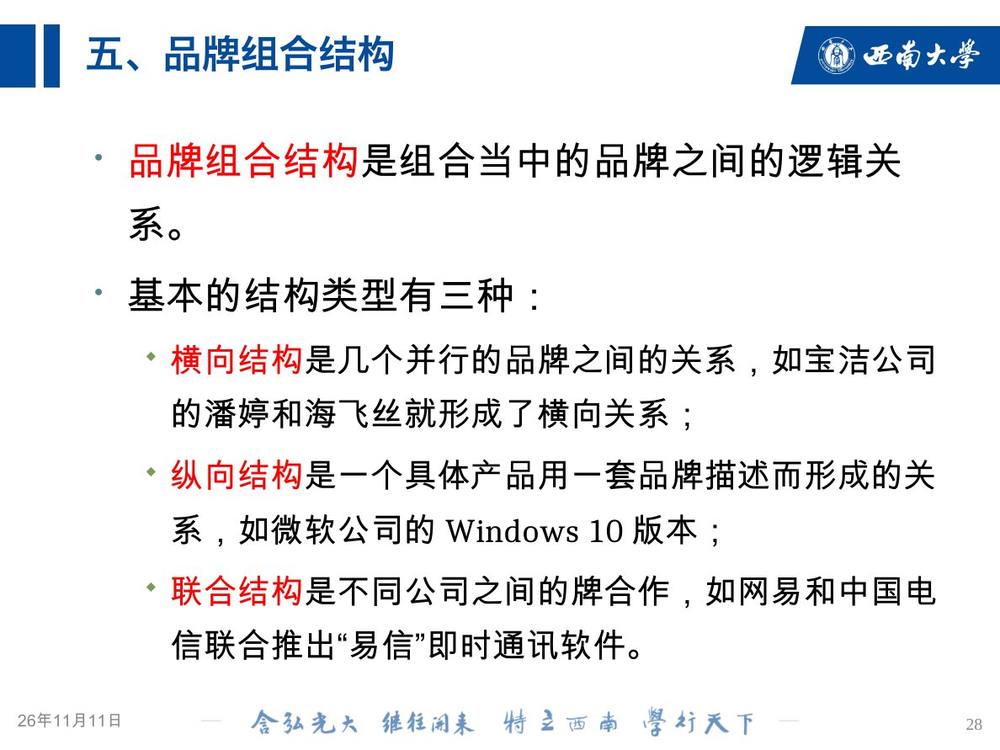 五、品牌组合结构
西南大学
• 品牌组合结构是组合当中的品牌之间的逻辑关
系。
• 基本的结构类型有三种：
横向结构是几个并行的品牌之间的关系，如宝洁公司
的潘婷和海飞丝就形成了横向关系；
纵向结构是一个具体产品用一套品牌描述而形成的关
系，如微软公司的 Windows 10 版本；
联合结构是不同公司之间的牌合作，如网易和中国电
信联合推出“易信”即时通讯软件。
26年11月11日
含弘光大 继往开来 特立西南 学行天下
28